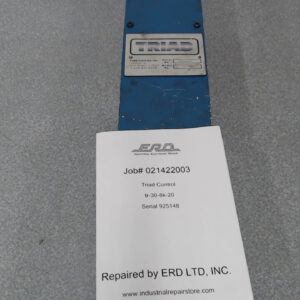 TRIAD
ERD
Job# 021422003
Triad Control
tr-30-8k-20
Serial 925148
Repaired by ERD LTD, INC.
www.industrialrepairstore.com